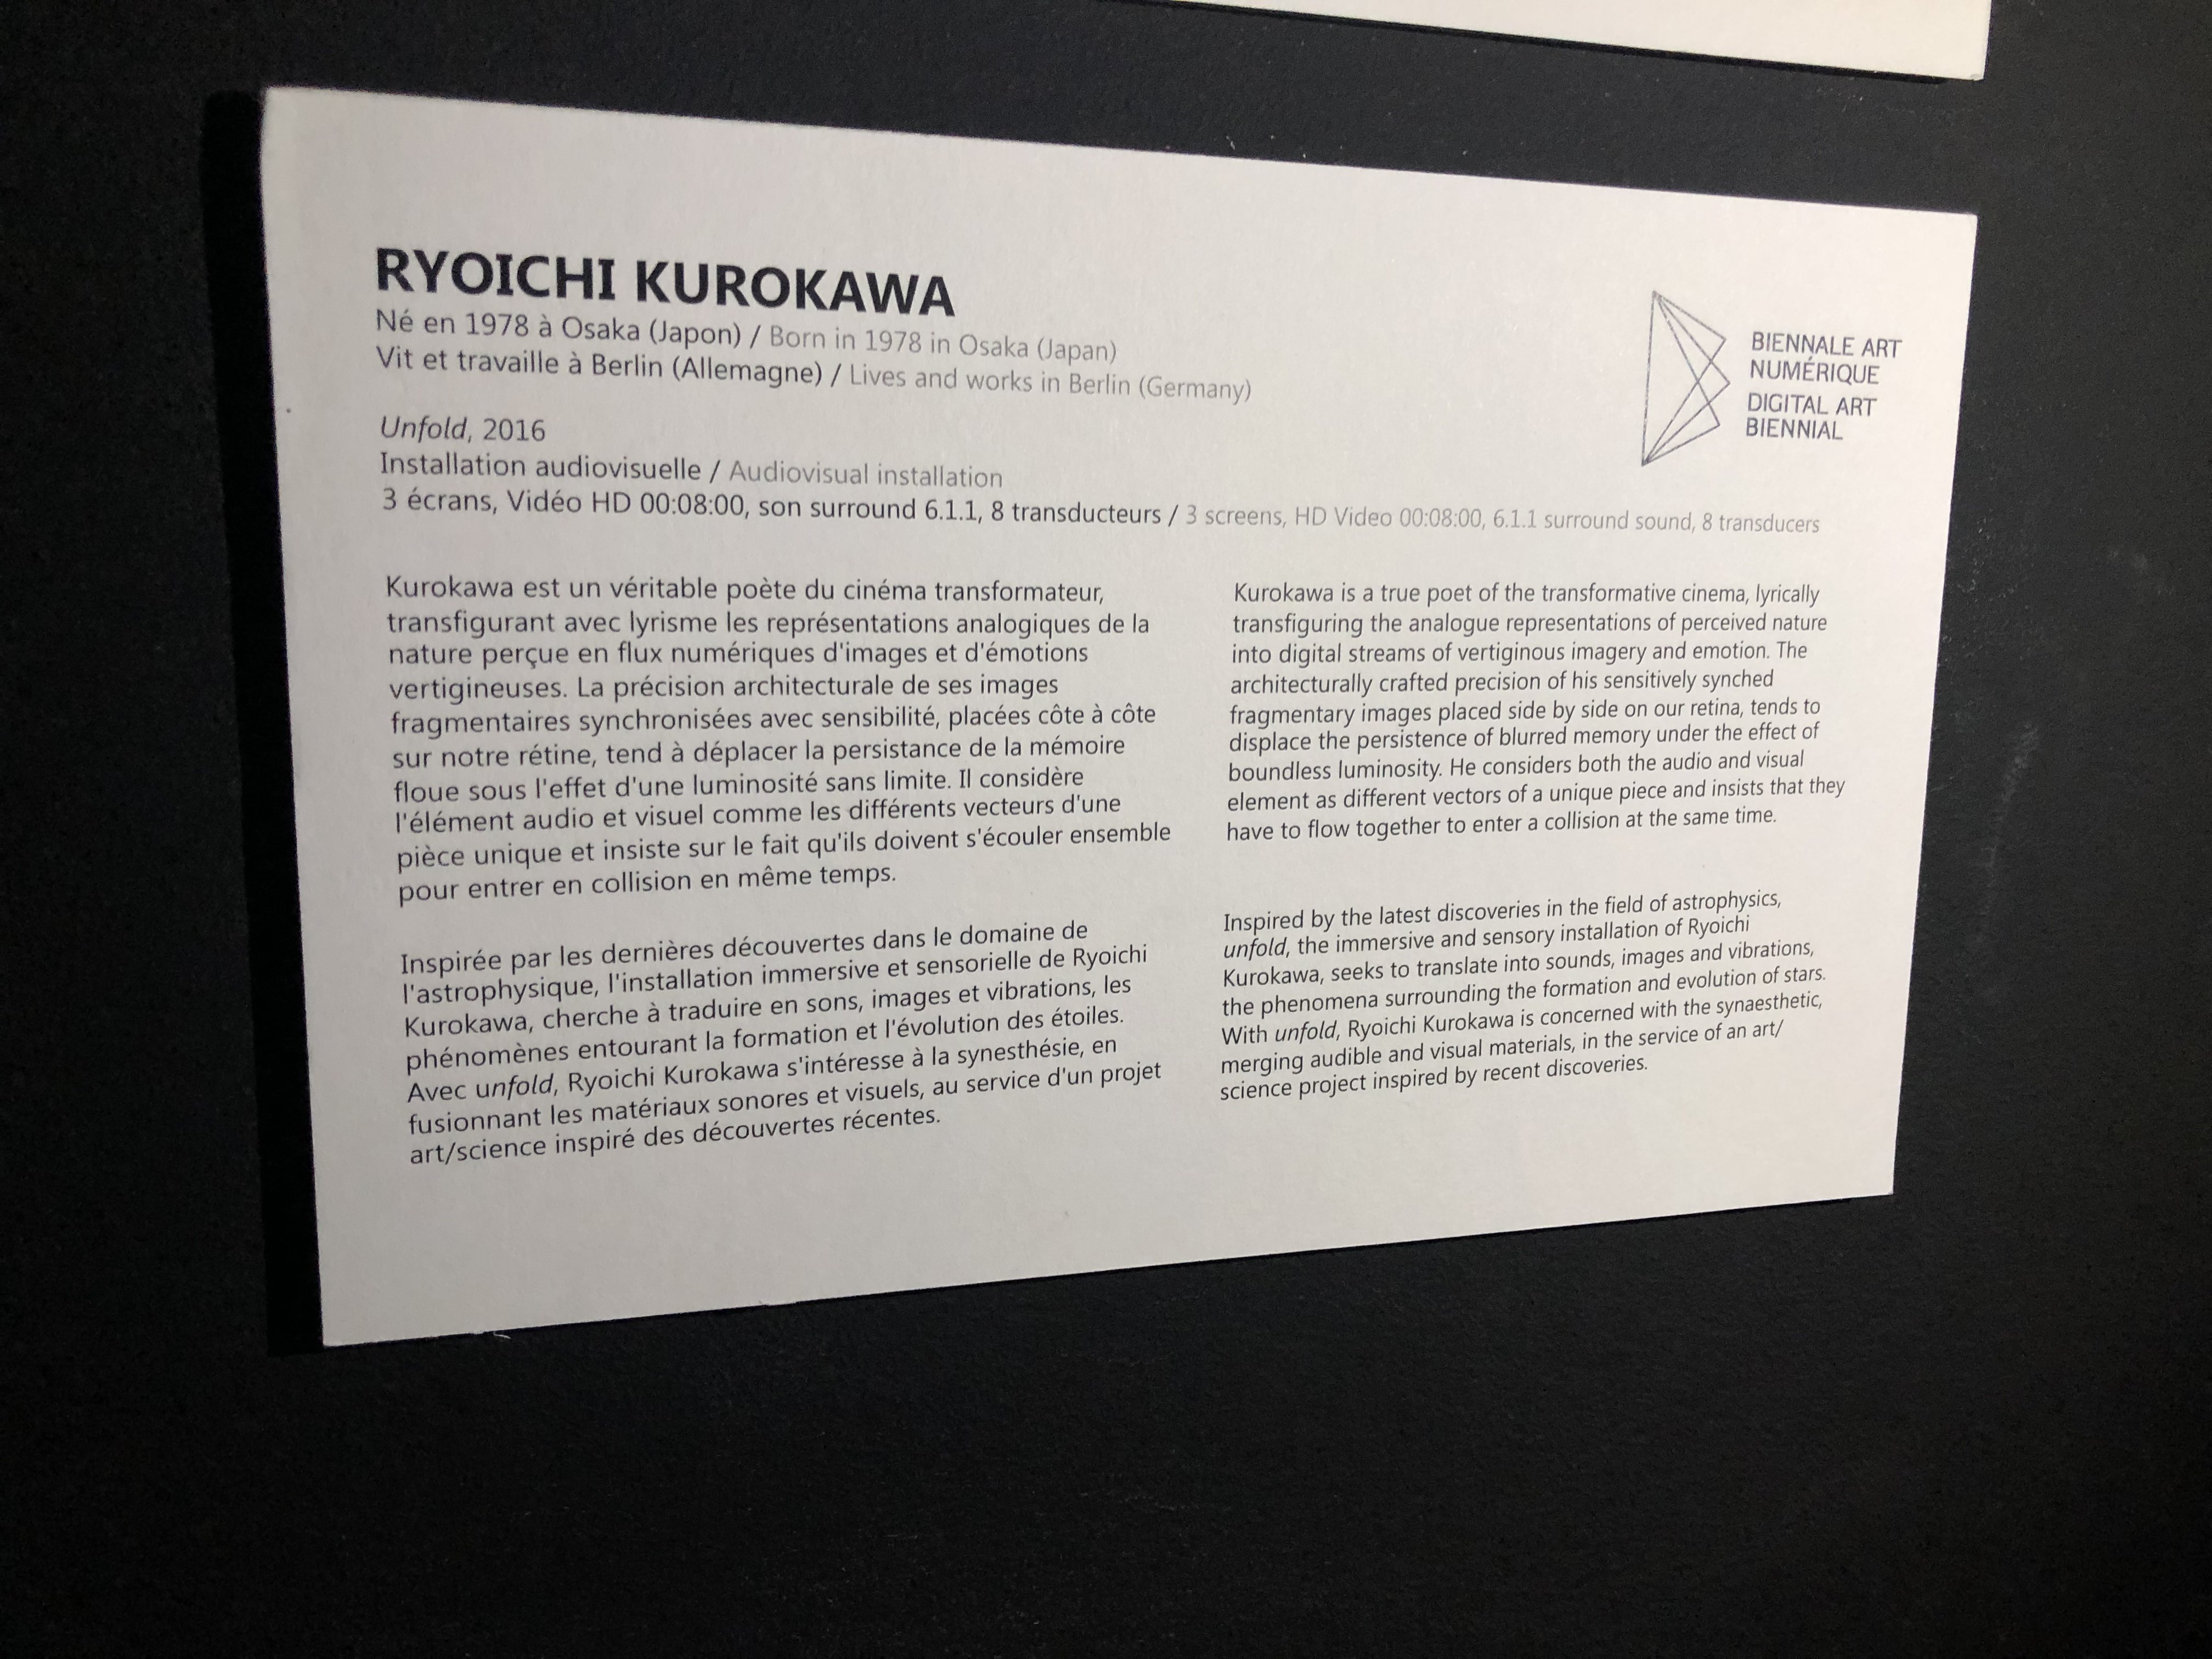 RYOICHI KUROKAWA
Né en 1978 à Osaka (Japon) / Born in 1978 in Osaka (Japan)
Vit et travaille à Berlin (Allemagne) / Lives and works in Berlin (Germany)
Unfold, 2016
Installation audiovisuelle / Audiovisual installation
3 écrans, Vidéo HD 00:08:00, son surround 6.1.1, 8 transducteurs / 3 screens, HD Video 00:08:00, 6.1.1 surround sound, 8 transducers
BIENNALE ART
NUMÉRIQUE
DIGITAL ART
BIENNIAL
Kurokawa est un véritable poète du cinéma transformateur,
transfigurant avec lyrisme les représentations analogiques de la
nature perçue en flux numériques d'images et d'émotions
vertigineuses. La précision architecturale de ses images
fragmentaires synchronisées avec sensibilité, placées côte à côte
sur notre rétine, tend à déplacer la persistance de la mémoire
floue sous l'effet d'une luminosité sans limite. Il considère
l'élément audio et visuel comme les différents vecteurs d'une
pièce unique et insiste sur le fait qu'ils doivent s'écouler ensemble
pour entrer en collision en même temps.
Inspirée par les dernières découvertes dans le domaine de
l'astrophysique, l'installation immersive et sensorielle de Ryoichi
Kurokawa, cherche à traduire en sons, images et vibrations, les
phénomènes entourant la formation et l'évolution des étoiles.
Avec unfold, Ryoichi Kurokawa s'intéresse à la synesthésie, en
fusionnant les matériaux sonores et visuels, au service d'un projet
art/science inspiré des découvertes récentes.
Kurokawa is a true poet of the transformative cinema, lyrically
transfiguring the analogue representations of perceived nature
into digital streams of vertiginous imagery and emotion. The
architecturally crafted precision of his sensitively synched
fragmentary images placed side by side on our retina, tends to
displace the persistence of blurred memory under the effect of
boundless luminosity. He considers both the audio and visual
element as different vectors of a unique piece and insists that they
have to flow together to enter a collision at the same time.
Inspired by the latest discoveries in the field of astrophysics,
unfold, the immersive and sensory installation of Ryoichi
Kurokawa, seeks to translate into sounds, images and vibrations,
the phenomena surrounding the formation and evolution of stars.
With unfold, Ryoichi Kurokawa is concerned with the synaesthetic,
merging audible and visual materials, in the service of an art/
science project inspired by recent discoveries.